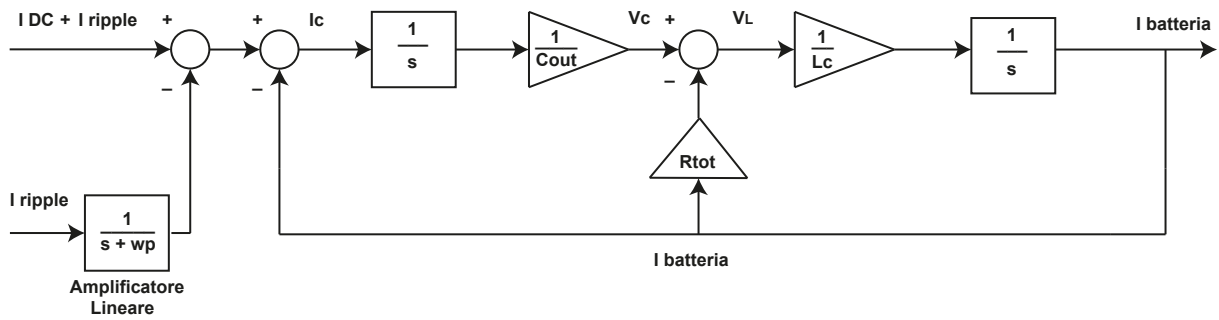 I DC + I ripple
+
−
+
−
Ic
1
s
1
Cout
Vc
+
−
VL
1
Lc
1
s
I batteria
Rtot
I ripple
1
s + wp
Amplificatore
Lineare
I batteria